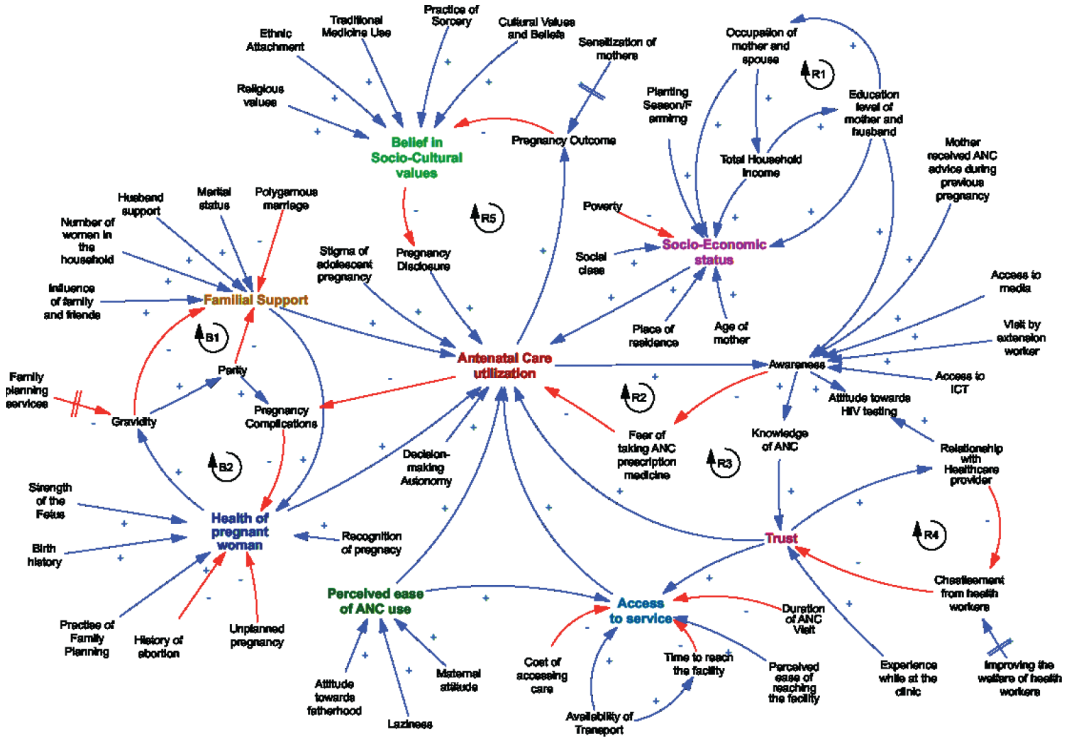 Ethnic
Attachment
Traditional
Medicine Use
Practice of
Sorcery
Cultural Values
and Beliefs
Sensitization of
mothers
Religious
values
Belief in
Socio-Cultural
values
Pregnancy Outcome
R5
Pregnancy
Disclosure
Occupation of
mother and
spouse
R1
Planting
Season/F
arming
Education
level of
mother and
husband
Total Household
Income
Poverty
Social
class
Socio-Economic
status
Place of
residence
Age of
mother
Mother
received ANC
advice during
previous
pregnancy
Access to
media
Visit by
extension
worker
Access to
ICT
Awareness
Attitude towards
HIV testing
Husband
support
Marital
status
Polygamous
marriage
Number of
women in
the
household
Influence
of family
and friends
Familial Support
Stigma of
adolescent
pregnancy
B1
Parity
Family
planning
services
Gravidity
Pregnancy
Complications
B2
Antenatal Care
utilization
R2
Fear of
taking ANC
prescription
medicine
R3
Knowledge
of ANC
Relationship
with
Healthcare
provider
R4
Decision-
making
Autonomy
Strength
of the
Fetus
Birth
history
Health of
pregnant
woman
Recognition
of pregnacy
Practise of
Family
Planning
History of
abortion
Unplanned
pregnancy
Trust
Chastisement
from health
workers
Perceived ease
of ANC use
Attitude
towards
fatherhood
Laziness
Maternal
attitude
Access
to service
Cost of
accessing
care
Availability of
Transport
Time to reach
the facility
Duration
of ANC
Visit
Perceived
ease of
reaching
the facility
Experience
while at the
clinic
Improving the
welfare of health
workers